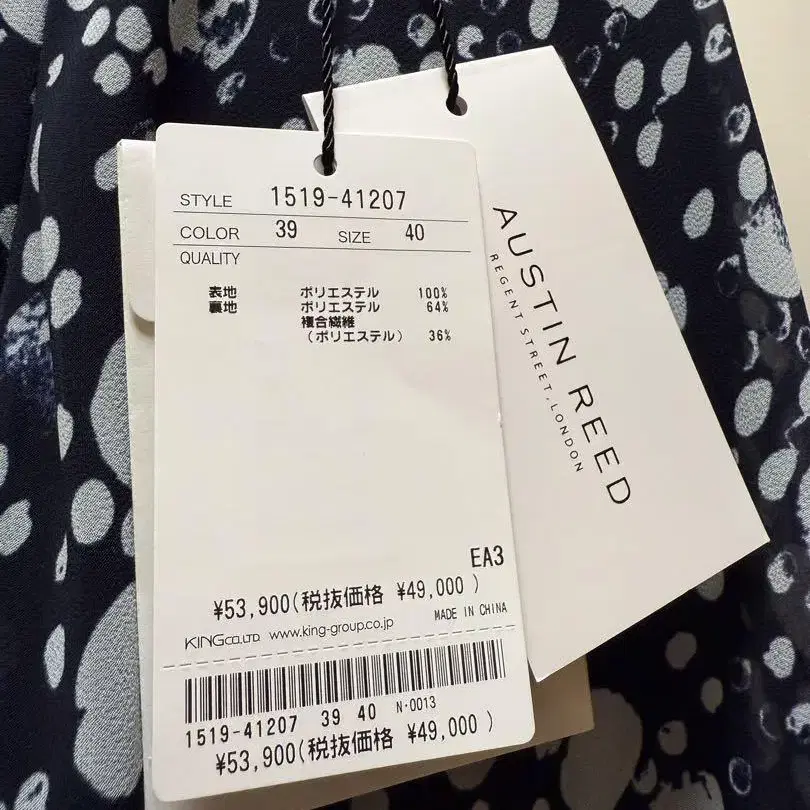 STYLE 1519-41207
COLOR 39 SIZE 40
QUALITY
表地 ポリエステル 100%
裏地 ポリエステル 64%
複合繊維
(ポリエステル) 36%
EA3
¥53,900(税抜価格 ¥49,000 )
KING CO.,LTD. www.king-group.co.jp MADE IN CHINA
1519-41207 39 40 N-0013
¥53,900(税抜価格 ¥49,000 )
AUSTIN REED
REGENT STREET, LONDON